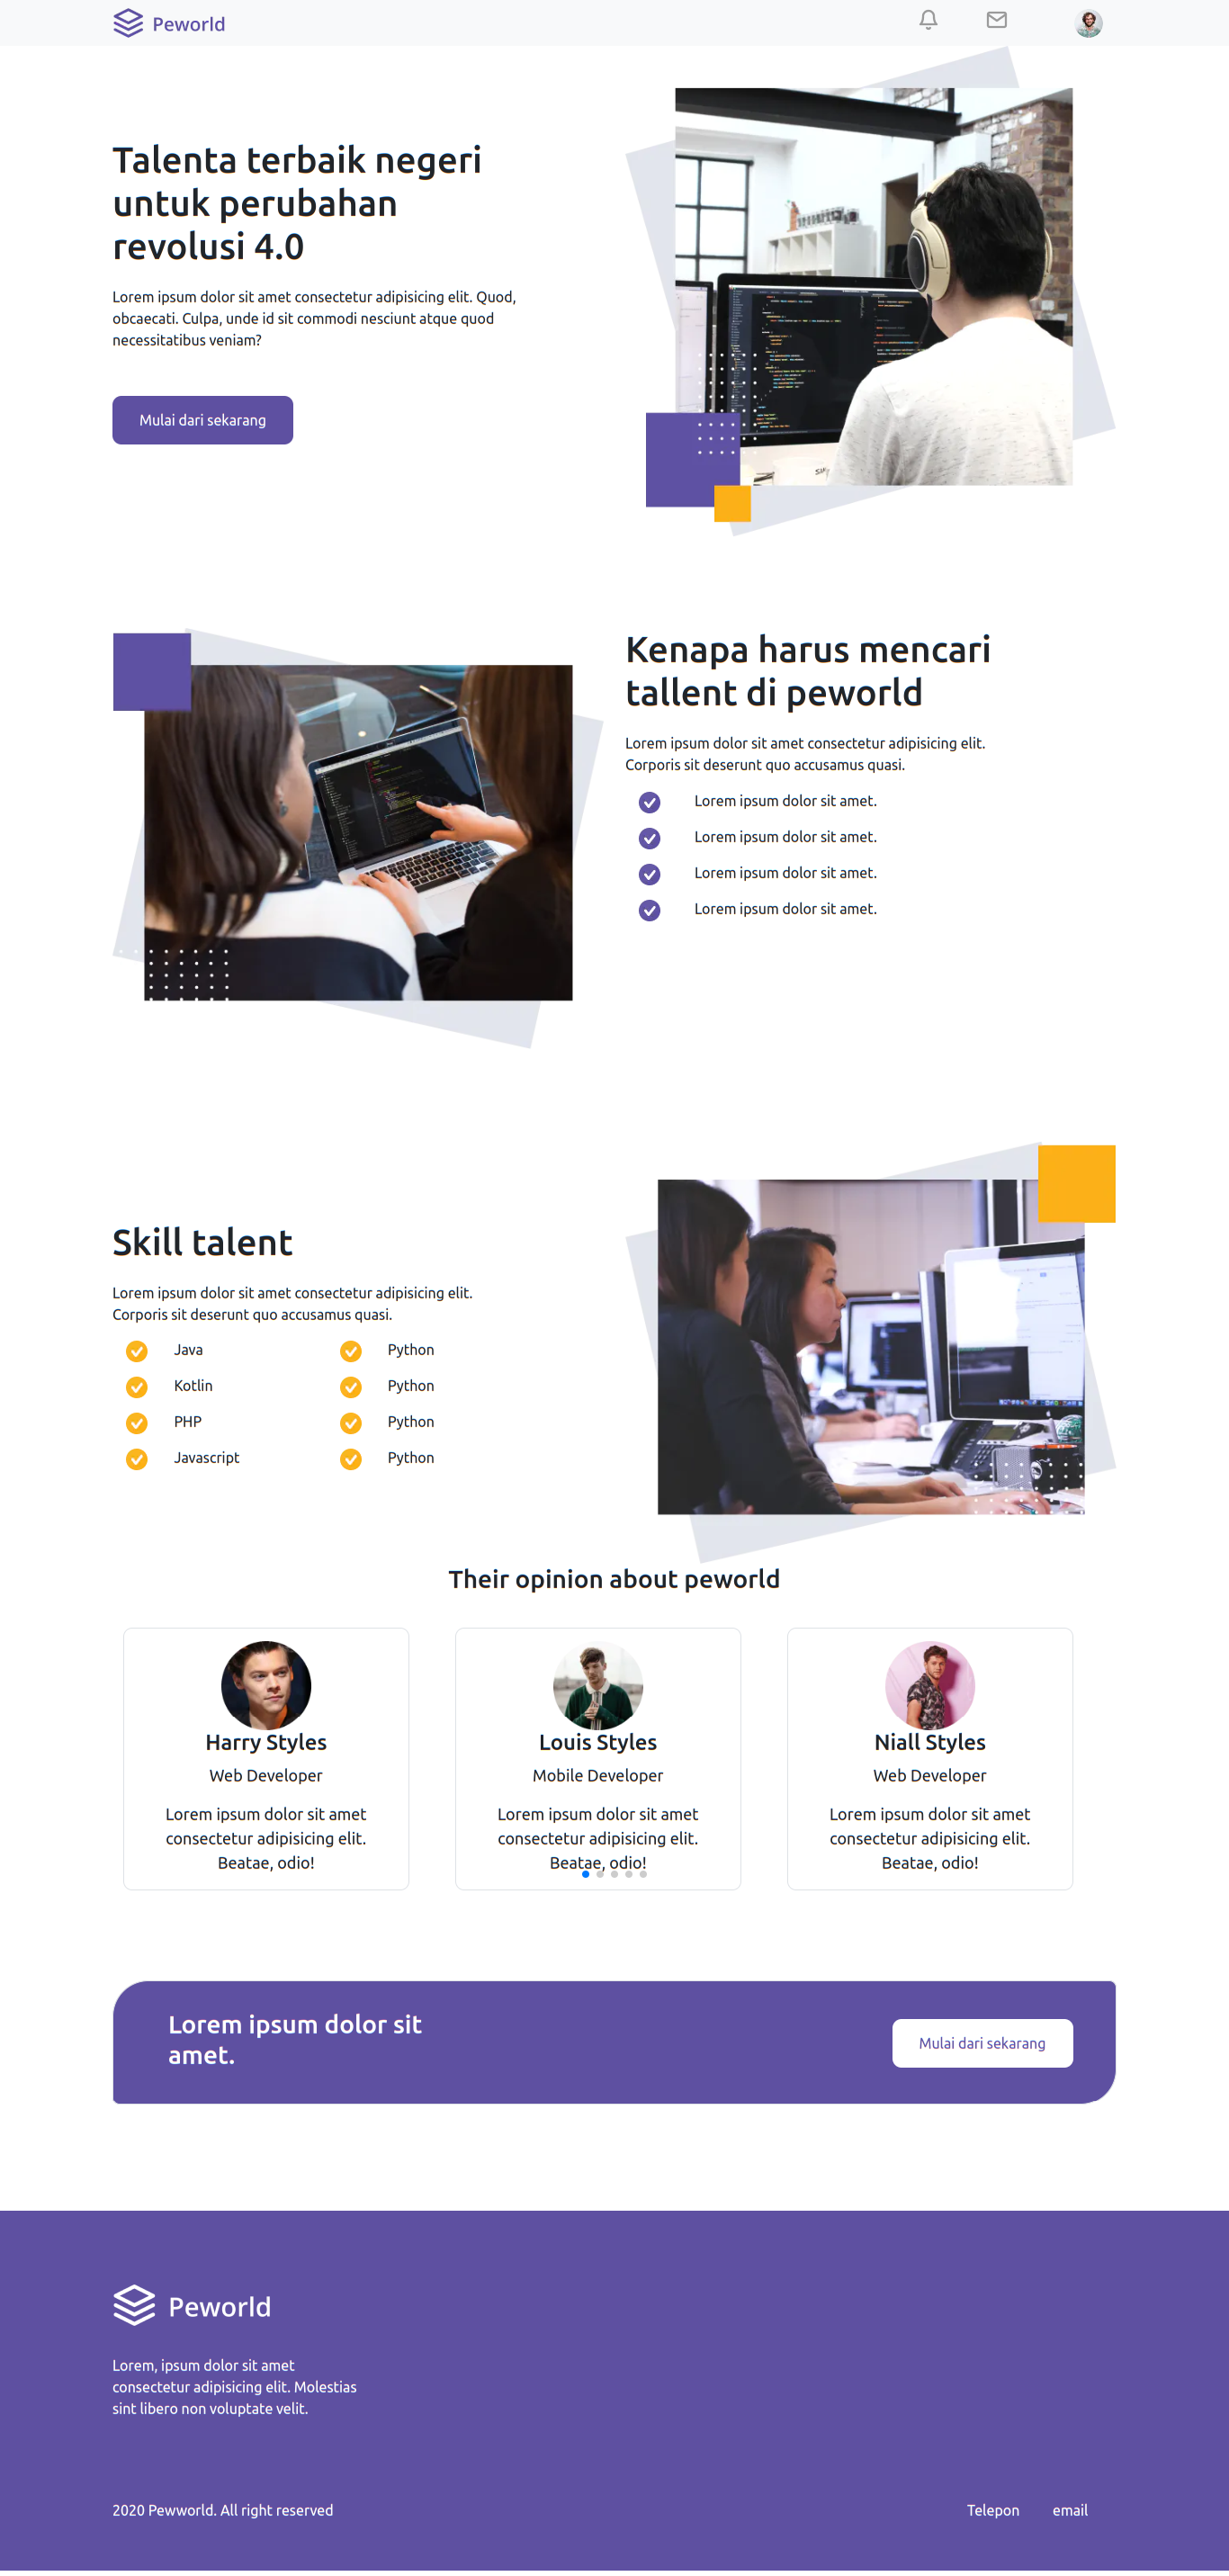 Peworld
Talenta terbaik negeri
untuk perubahan
revolusi 4.0
Lorem ipsum dolor sit amet consectetur adipisicing elit. Quod,
obcaecati. Culpa, unde id sit commodi nesciunt atque quod
necessitatibus veniam?
Mulai dari sekarang
Kenapa harus mencari
tallent di peworld
Lorem ipsum dolor sit amet consectetur adipisicing elit.
Corporis sit deserunt quo accusamus quasi.
Lorem ipsum dolor sit amet.
Lorem ipsum dolor sit amet.
Lorem ipsum dolor sit amet.
Lorem ipsum dolor sit amet.
Skill talent
Lorem ipsum dolor sit amet consectetur adipisicing elit.
Corporis sit deserunt quo accusamus quasi.
Java Python
Kotlin Python
PHP Python
Javascript Python
Their opinion about peworld
Harry Styles
Web Developer
Lorem ipsum dolor sit amet
consectetur adipisicing elit.
Beatae, odio!
Louis Styles
Mobile Developer
Lorem ipsum dolor sit amet
consectetur adipisicing elit.
Beatae, odio!
Niall Styles
Web Developer
Lorem ipsum dolor sit amet
consectetur adipisicing elit.
Beatae, odio!
Lorem ipsum dolor sit
amet.
Mulai dari sekarang
Peworld
Lorem, ipsum dolor sit amet
consectetur adipisicing elit. Molestias
sint libero non voluptate velit.
2020 Pewworld. All right reserved
Telepon email